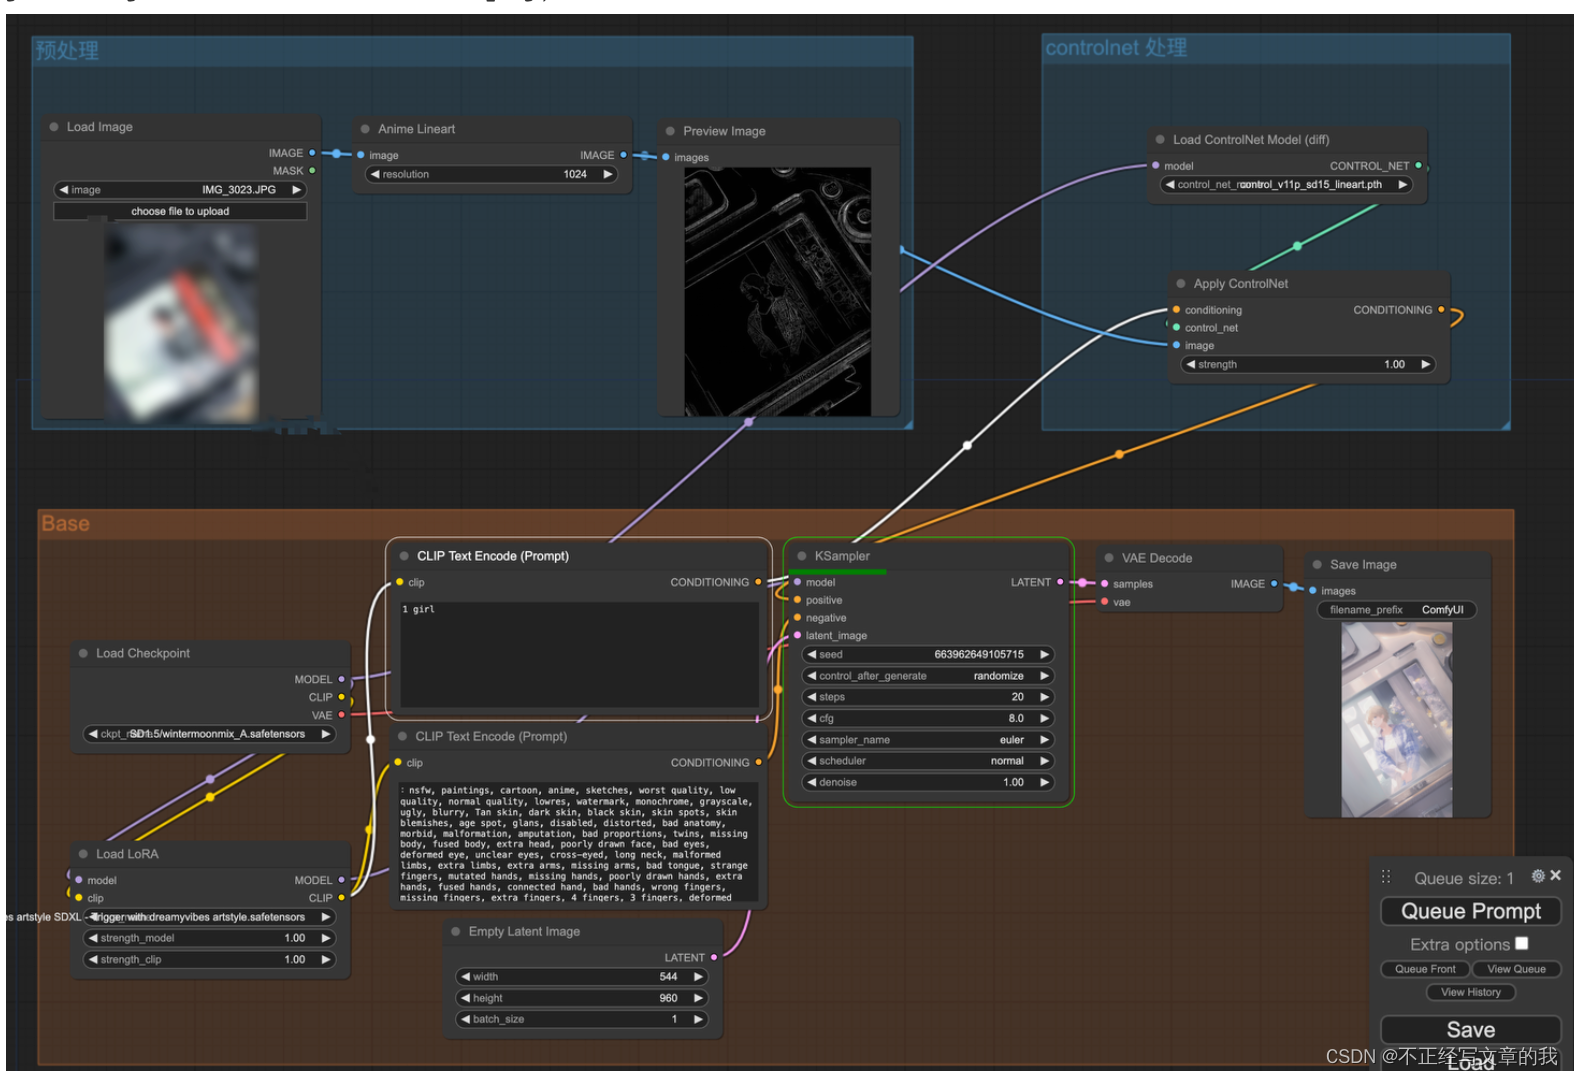 预处理
controlnet 处理
Load Image
IMAGE
MASK
image IMG_3023.JPG
choose file to upload
Anime Lineart
image IMAGE
resolution 1024
Preview Image
images
Load ControlNet Model (diff)
model CONTROL_NET
control_v11p_sd15_lineart.pth
Apply ControlNet
conditioning CONDITIONING
control_net
image
strength 1.00
Base
Load Checkpoint
MODEL
CLIP
VAE
SD1.5/wintermoonmix_A.safetensors
Load LoRA
model MODEL
clip CLIP
es artstyle SDXL - Trigger with dreamyvibes artstyle.safetensors
strength_model 1.00
strength_clip 1.00
CLIP Text Encode (Prompt)
clip CONDITIONING
1 girl
CLIP Text Encode (Prompt)
clip CONDITIONING
: nsfw, paintings, cartoon, anime, sketches, worst quality, low
quality, normal quality, lowres, watermark, monochrome, grayscale,
ugly, blurry, Tan skin, dark skin, black skin, skin spots, skin
blemishes, age spot, glans, disabled, distorted, bad anatomy,
morbid, malformation, amputation, bad proportions, twins, missing
body, fused body, extra head, poorly drawn face, bad eyes,
deformed eye, unclear eyes, cross-eyed, long neck, malformed
limbs, extra limbs, extra arms, missing arms, bad tongue, strange
fingers, mutated hands, missing hands, poorly drawn hands, extra
hands, fused hands, connected hand, bad hands, wrong fingers,
missing fingers, extra fingers, 4 fingers, 3 fingers, deformed
Empty Latent Image
LATENT
width 544
height 960
batch_size 1
KSampler
model LATENT
positive
negative
latent_image
seed 663962649105715
control_after_generate randomize
steps 20
cfg 8.0
sampler_name euler
scheduler normal
denoise 1.00
VAE Decode
samples IMAGE
vae
Save Image
images
filename_prefix ComfyUI
Queue size: 1
Queue Prompt
Extra options
Queue Front View Queue
View History
Save
Load
CSDN @不正经写文章的我